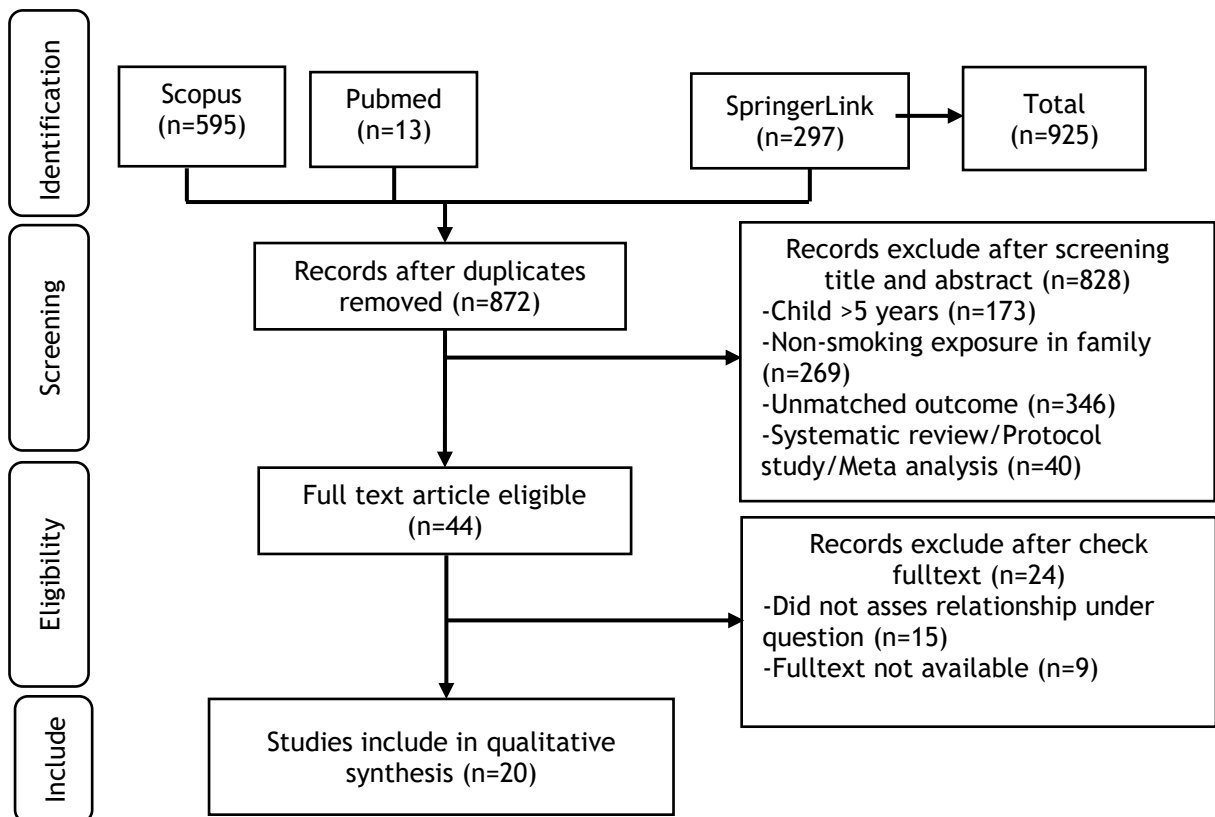 Identification
Scopus
(n=595)
Pubmed
(n=13)
SpringerLink
(n=297)
Total
(n=925)
Screening
Records after duplicates
removed (n=872)
Records exclude after screening
title and abstract (n=828)
-Child >5 years (n=173)
-Non-smoking exposure in family
(n=269)
-Unmatched outcome (n=346)
-Systematic review/Protocol
study/Meta analysis (n=40)
Eligibility
Full text article eligible
(n=44)
Records exclude after check
fulltext (n=24)
-Did not asses relationship under
question (n=15)
-Fulltext not available (n=9)
Include
Studies include in qualitative
synthesis (n=20)